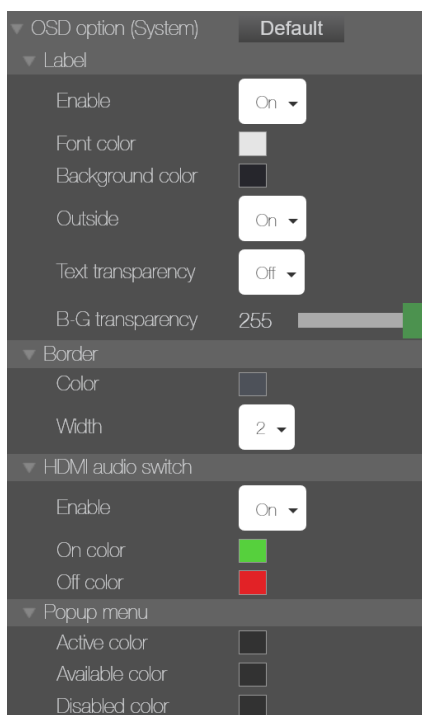 OSD option (System) Default
Label
Enable On
Font color
Background color
Outside On
Text transparency Off
B-G transparency 255
Border
Color
Width 2
HDMI audio switch
Enable On
On color
Off color
Popup menu
Active color
Available color
Disabled color